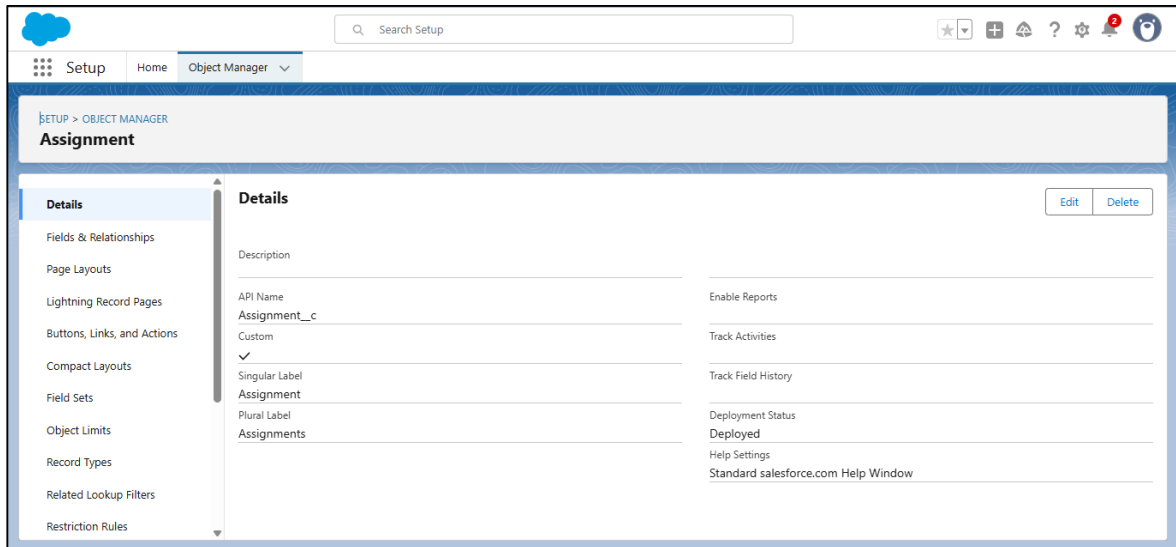 Search Setup
2
Setup Home Object Manager
SETUP > OBJECT MANAGER
Assignment
Details
Fields & Relationships
Page Layouts
Lightning Record Pages
Buttons, Links, and Actions
Compact Layouts
Field Sets
Object Limits
Record Types
Related Lookup Filters
Restriction Rules
Details
Edit Delete
Description
API Name
Assignment__c
Custom
Singular Label
Assignment
Plural Label
Assignments
Enable Reports
Track Activities
Track Field History
Deployment Status
Deployed
Help Settings
Standard salesforce.com Help Window